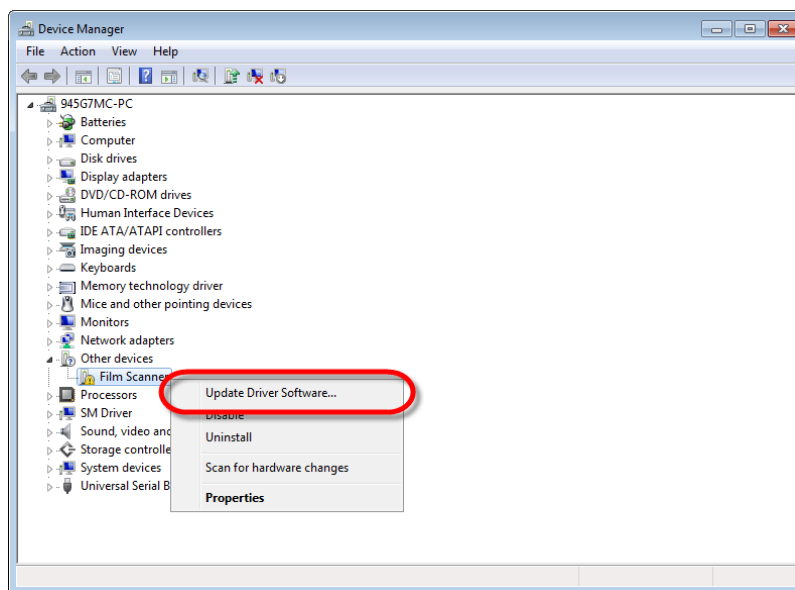 Device Manager
File Action View Help
945G7MC-PC
Batteries
Computer
Disk drives
Display adapters
DVD/CD-ROM drives
Human Interface Devices
IDE ATA/ATAPI controllers
Imaging devices
Keyboards
Memory technology driver
Mice and other pointing devices
Monitors
Network adapters
Other devices
Film Scanner
Processors
SM Driver
Sound, video and
Storage controlle
System devices
Universal Serial B
Update Driver Software...
Disable
Uninstall
Scan for hardware changes
Properties